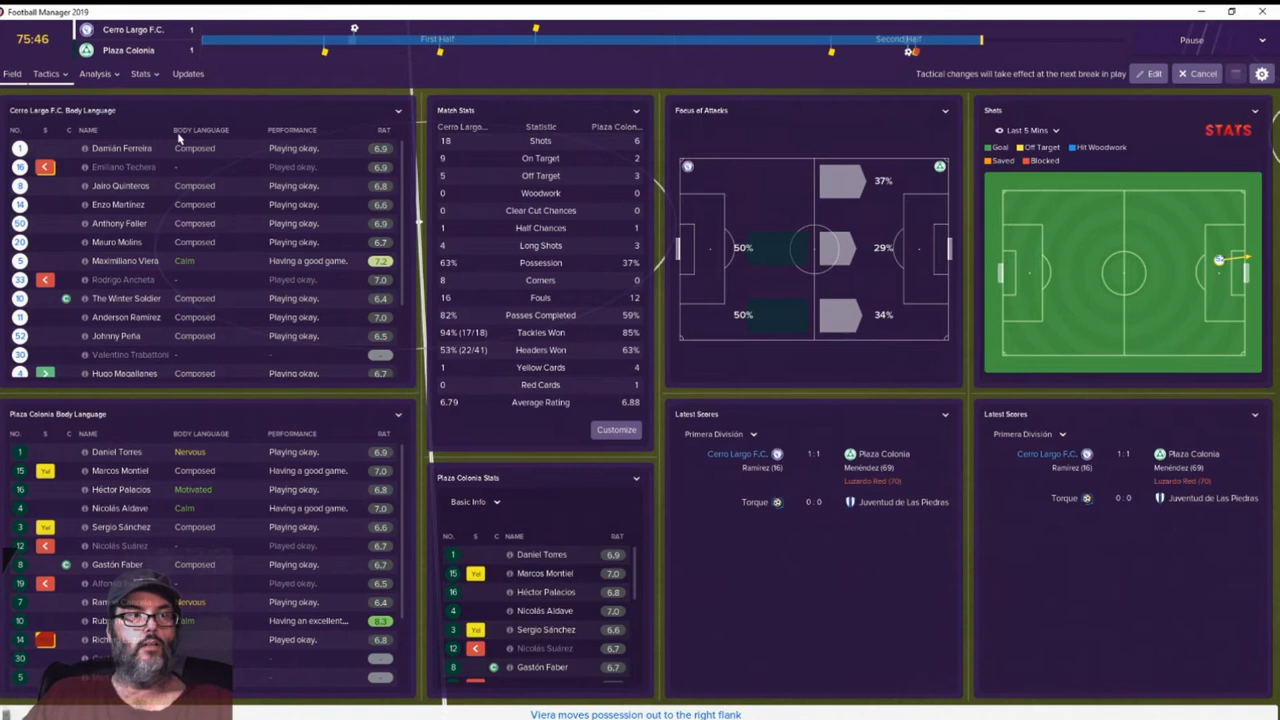 Football Manager 2019
75:46
Cerro Largo F.C. 1
Plaza Colonia 1
First Half
Second Half
Pause
Field Tactics Analysis Stats Updates
Tactical changes will take effect at the next break in play
Edit
Cancel
Cerro Largo F.C. Body Language
NO. S C NAME BODY LANGUAGE PERFORMANCE RAT
1 Damián Ferreira Composed Playing okay. 6.9
16 Emiliano Techera - Playing okay. 6.9
8 Jairo Quinteros Composed Playing okay. 6.8
14 Enzo Martínez Composed Playing okay. 6.6
50 Anthony Faller Composed Playing okay. 6.9
20 Mauro Molins Composed Playing okay. 6.7
5 Maximiliano Viera Calm Having a good game. 7.2
33 Rodrigo Ancheta - Playing okay. 7.0
10 C The Winter Soldier Composed Playing okay. 6.4
11 Anderson Ramirez Composed Playing okay. 7.0
52 Johnny Peña Composed Playing okay. 6.5
30 Valentino Trabattoni - - -
4 Hugo Magallanes Composed Playing okay. 6.7
Match Stats
Cerro Largo... Statistic Plaza Colon...
18 Shots 6
9 On Target 2
5 Off Target 3
0 Woodwork 0
0 Clear Cut Chances 0
1 Half Chances 1
4 Long Shots 3
63% Possession 37%
8 Corners 0
16 Fouls 12
82% Passes Completed 59%
94% (17/18) Tackles Won 85%
53% (22/41) Headers Won 63%
1 Yellow Cards 4
0 Red Cards 1
6.79 Average Rating 6.88
Customize
Focus of Attacks
37%
50% 29%
50% 34%
Shots
Last 5 Mins
STATS
Goal Off Target Hit Woodwork
Saved Blocked
Plaza Colonia Body Language
NO. S C NAME BODY LANGUAGE PERFORMANCE RAT
1 Daniel Torres Nervous Playing okay. 6.9
15 Yel Marcos Montiel Composed Having a good game. 7.0
16 Héctor Palacios Motivated Playing okay. 6.8
4 Nicolás Aldave Calm Having a good game. 7.0
3 Yel Sergio Sánchez Composed Playing okay. 6.6
12 Nicolás Suárez - Played okay. 6.7
8 C Gastón Faber Composed Playing okay. 6.7
19 Played okay. 6.5
7 Nervous Playing okay. 6.4
10 Having an excellent... 8.3
14 Played okay. 6.8
30 - -
5 - -
Plaza Colonia Stats
Basic Info
NO. S C NAME RAT
1 Daniel Torres 6.9
15 Yel Marcos Montiel 7.0
16 Héctor Palacios 6.8
4 Nicolás Aldave 7.0
3 Yel Sergio Sánchez 6.6
12 Nicolás Suárez 6.7
8 C Gastón Faber 6.7
Latest Scores
Primera División
Cerro Largo F.C. 1:1 Plaza Colonia
Ramírez (16) Menéndez (69)
Luzardo Red (70)
Torque 0:0 Juventud de Las Piedras
Latest Scores
Primera División
Cerro Largo F.C. 1:1 Plaza Colonia
Ramírez (16) Menéndez (69)
Luzardo Red (70)
Torque 0:0 Juventud de Las Piedras
Viera moves possession out to the right flank